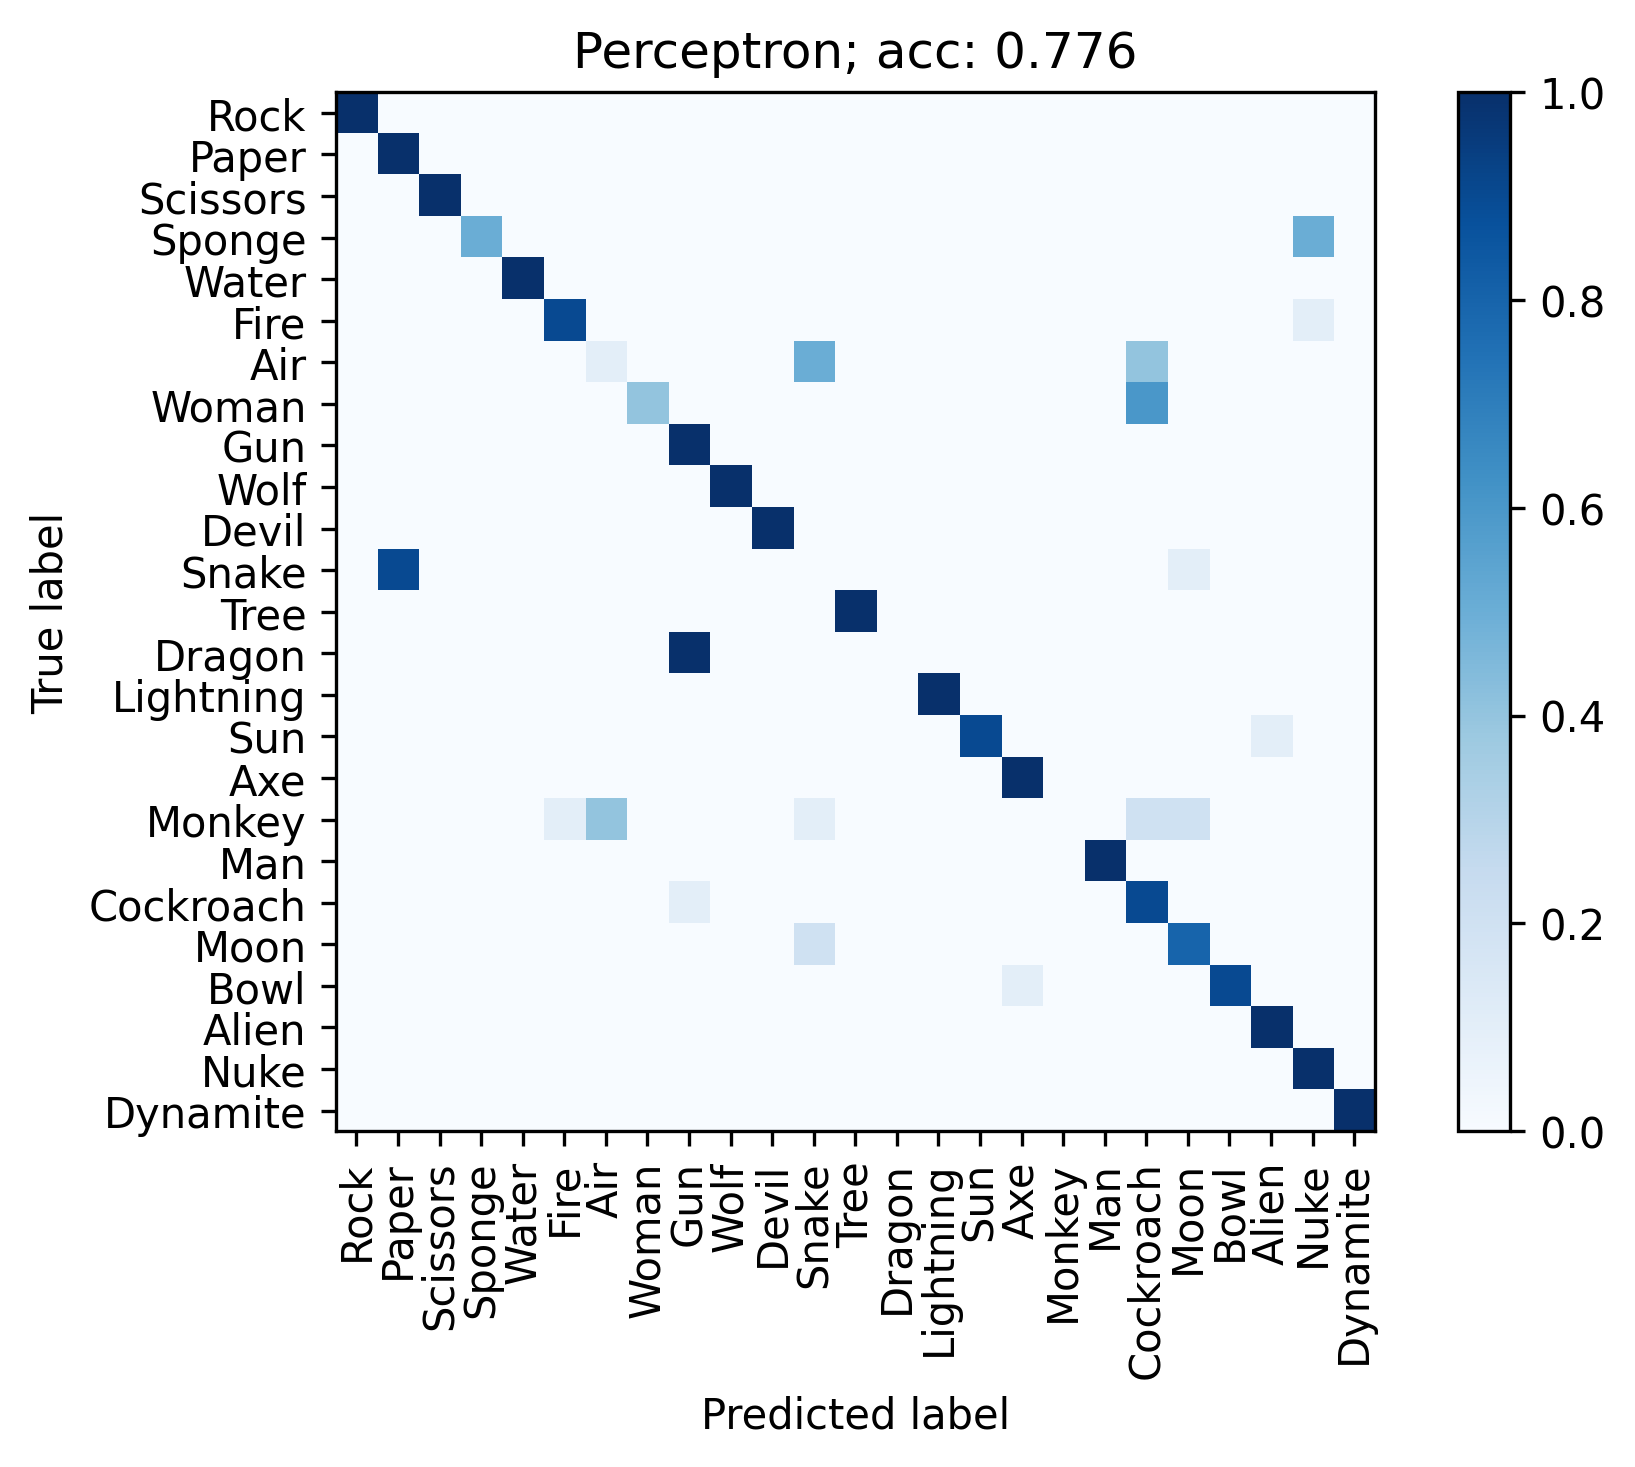 Perceptron; acc: 0.776
True label
Rock
Paper
Scissors
Sponge
Water
Fire
Air
Woman
Gun
Wolf
Devil
Snake
Tree
Dragon
Lightning
Sun
Axe
Monkey
Man
Cockroach
Moon
Bowl
Alien
Nuke
Dynamite
Rock
Paper
Scissors
Sponge
Water
Fire
Air
Woman
Gun
Wolf
Devil
Snake
Tree
Dragon
Lightning
Sun
Axe
Monkey
Man
Cockroach
Moon
Bowl
Alien
Nuke
Dynamite
Predicted label
1.0
0.8
0.6
0.4
0.2
0.0